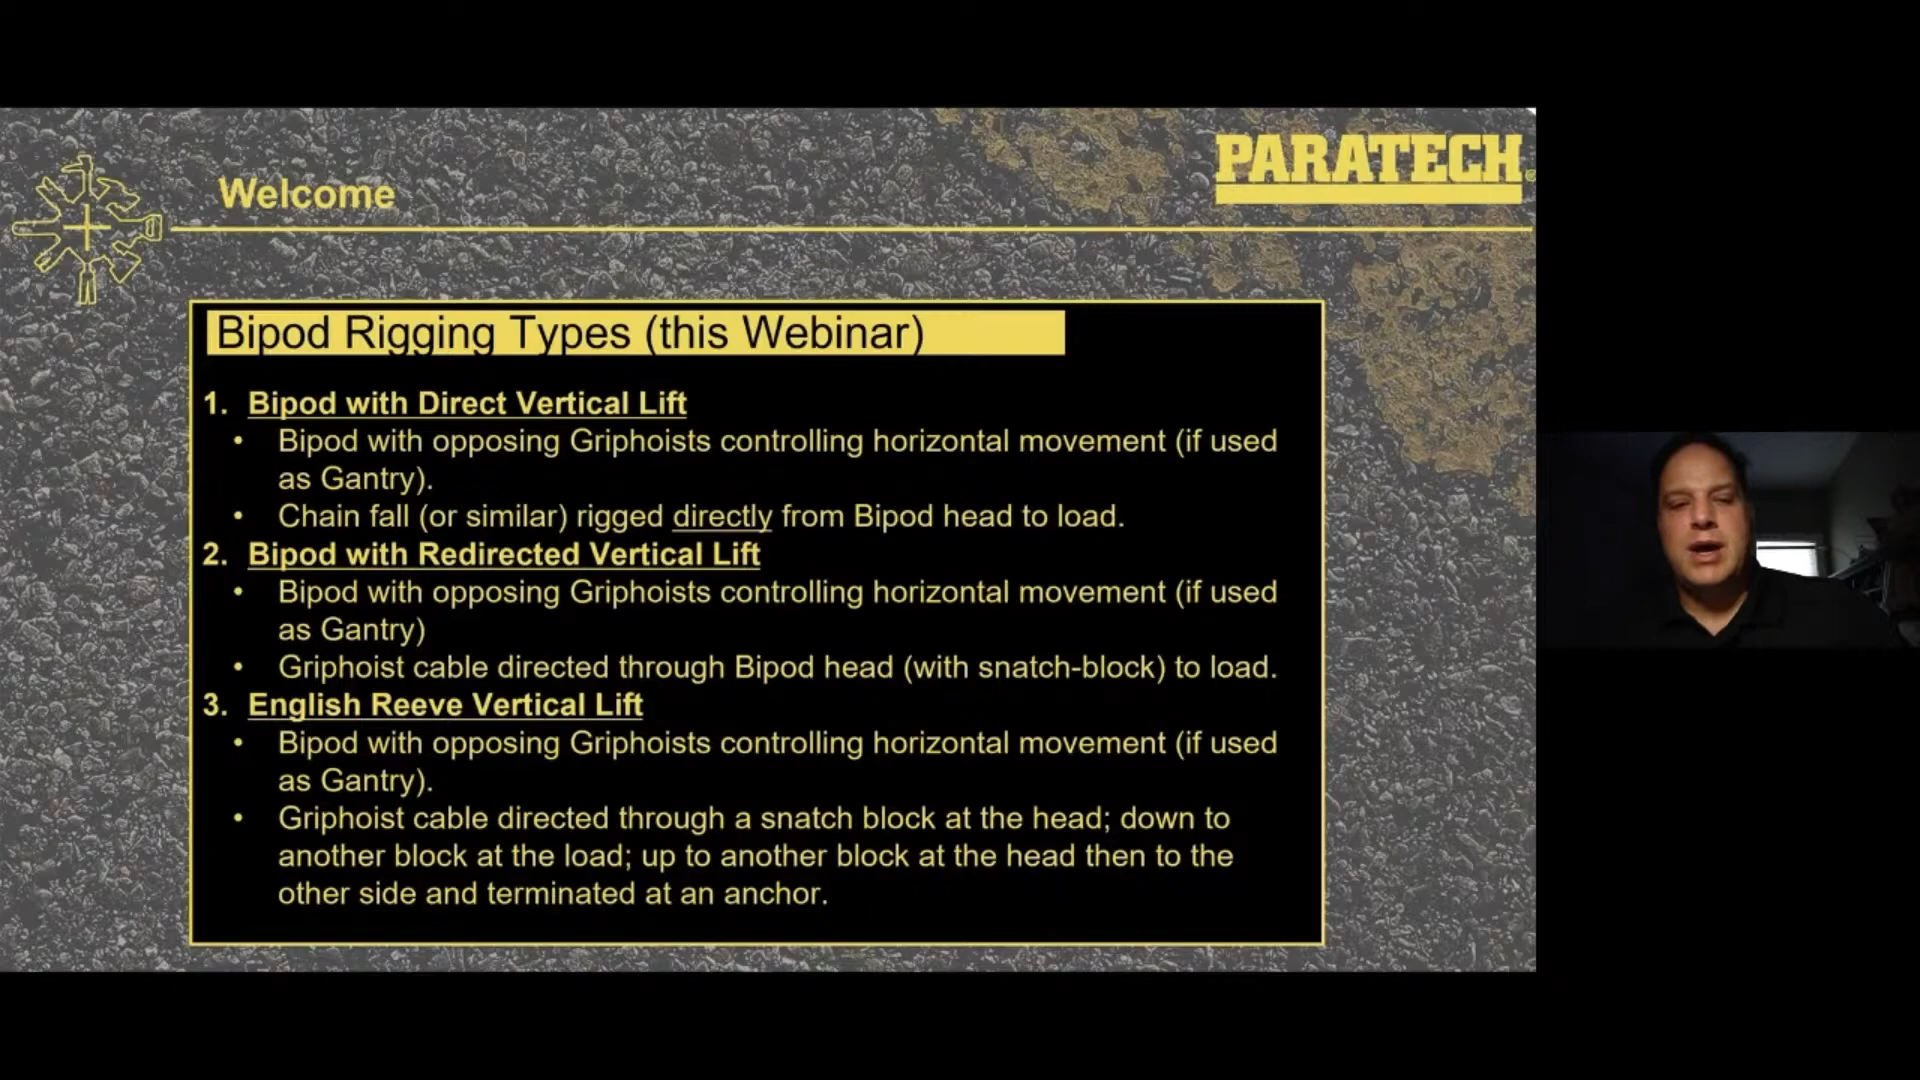 PARATECH
Welcome
Bipod Rigging Types (this Webinar)
1. Bipod with Direct Vertical Lift
• Bipod with opposing Griphoists controlling horizontal movement (if used
as Gantry).
• Chain fall (or similar) rigged directly from Bipod head to load.
2. Bipod with Redirected Vertical Lift
• Bipod with opposing Griphoists controlling horizontal movement (if used
as Gantry)
• Griphoist cable directed through Bipod head (with snatch-block) to load.
3. English Reeve Vertical Lift
• Bipod with opposing Griphoists controlling horizontal movement (if used
as Gantry).
• Griphoist cable directed through a snatch block at the head; down to
another block at the load; up to another block at the head then to the
other side and terminated at an anchor.